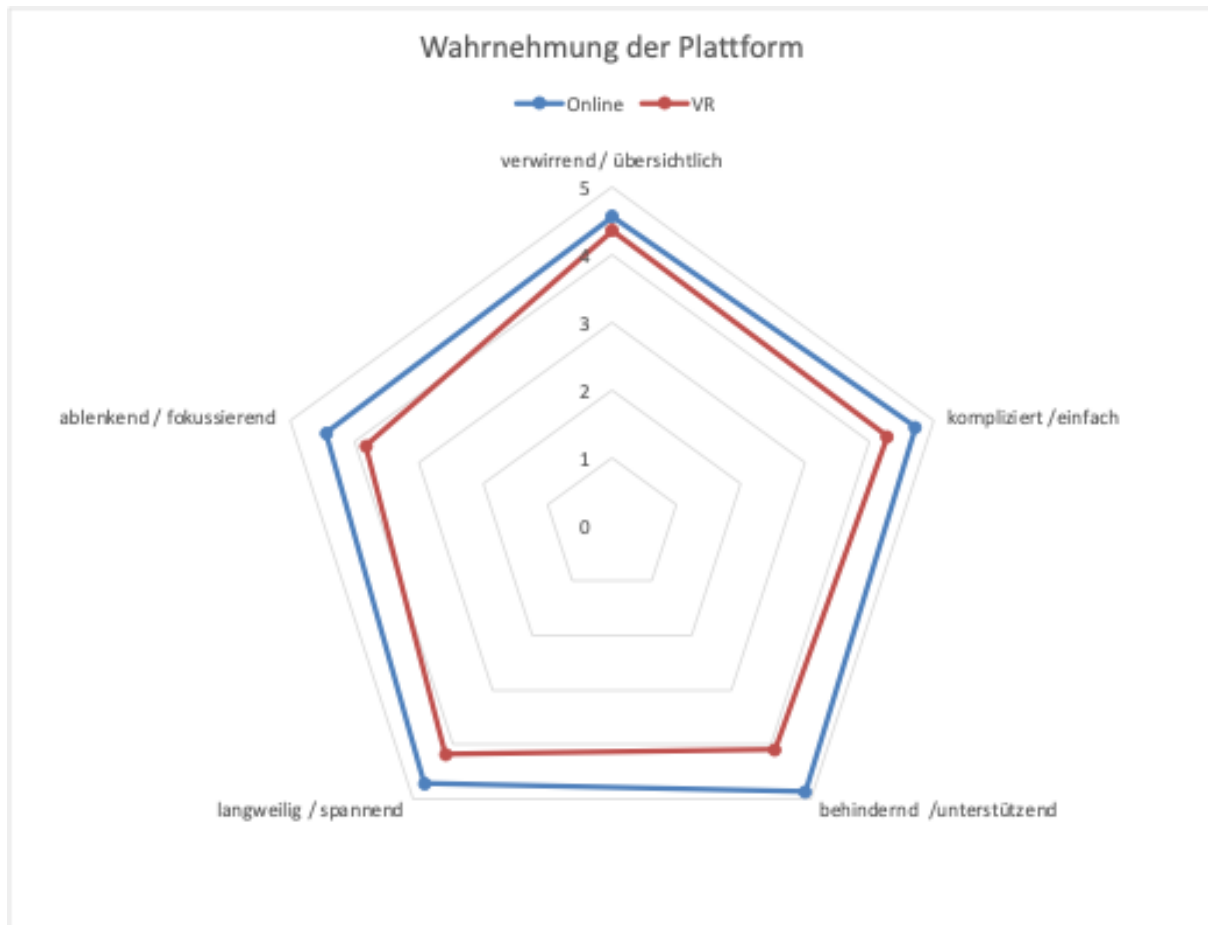 Wahrnehmung der Plattform
Online VR
verwirrend / übersichtlich
5
4
3
2
1
0
ablenkend / fokussierend
kompliziert /einfach
langweilig / spannend
behindernd /unterstützend